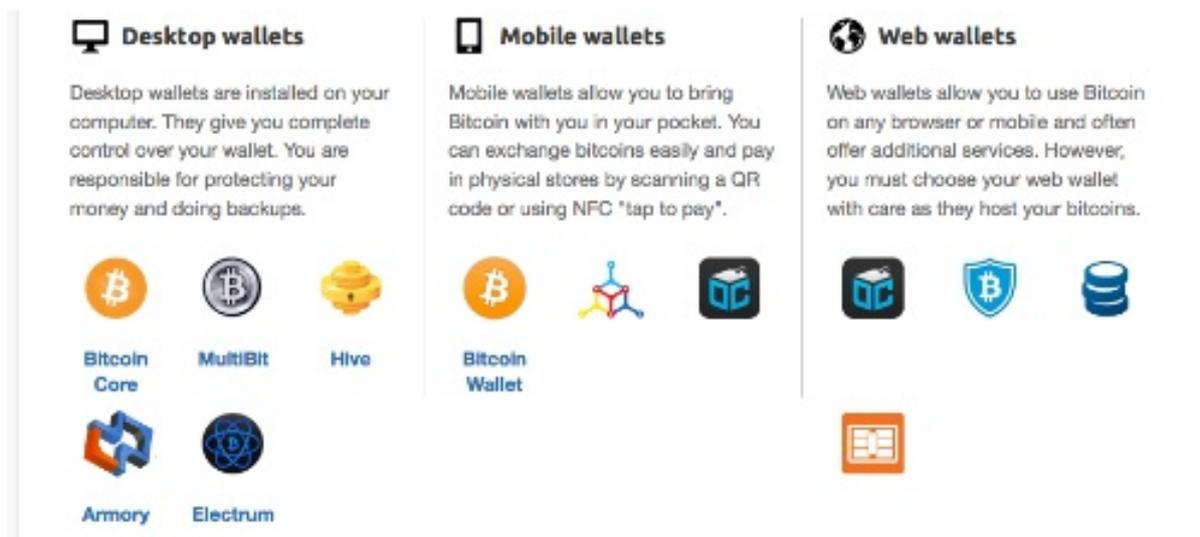 Desktop wallets
Desktop wallets are installed on your
computer. They give you complete
control over your wallet. You are
responsible for protecting your
money and doing backups.
Bitcoin
Core
MultiBit
Hive
Armory
Electrum
Mobile wallets
Mobile wallets allow you to bring
Bitcoin with you in your pocket. You
can exchange bitcoins easily and pay
in physical stores by scanning a QR
code or using NFC "tap to pay".
Bitcoin
Wallet
Web wallets
Web wallets allow you to use Bitcoin
on any browser or mobile and often
offer additional services. However,
you must choose your web wallet
with care as they host your bitcoins.